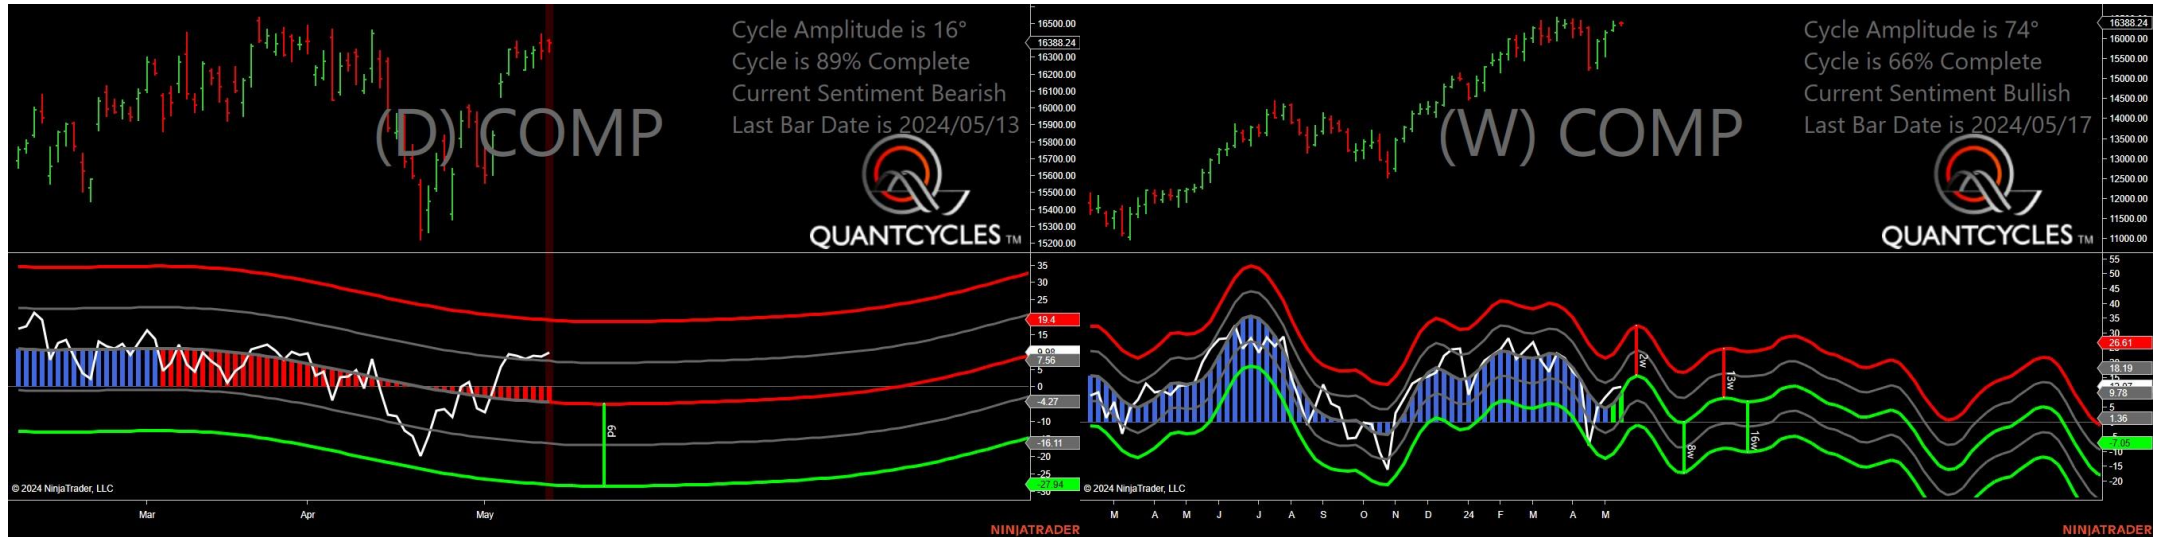 Cycle Amplitude is 16°
Cycle is 89% Complete
Current Sentiment Bearish
Last Bar Date is 2024/05/13
(D) COMP
QUANTCYCLES TM
16500.00
16388.24
16300.00
16200.00
16100.00
16000.00
15900.00
15800.00
15700.00
15600.00
15500.00
15400.00
15300.00
15200.00
35
30
25
19.4
15
7.56
5
0
-4.27
-10
-16.11
-20
-25
-27.94
6d
© 2024 NinjaTrader, LLC
Mar Apr May
NINJATRADER
Cycle Amplitude is 74°
Cycle is 66% Complete
Current Sentiment Bullish
Last Bar Date is 2024/05/17
(W) COMP
QUANTCYCLES TM
16388.24
16000.00
15500.00
15000.00
14500.00
14000.00
13500.00
13000.00
12500.00
12000.00
11500.00
11000.00
55
50
45
40
35
30
26.61
18.19
9.78
5
1.36
-7.05
-10
-15
-20
2w
8w
13w
16w
© 2024 NinjaTrader, LLC
M A M J J A S O N D 24 F M A M
NINJATRADER